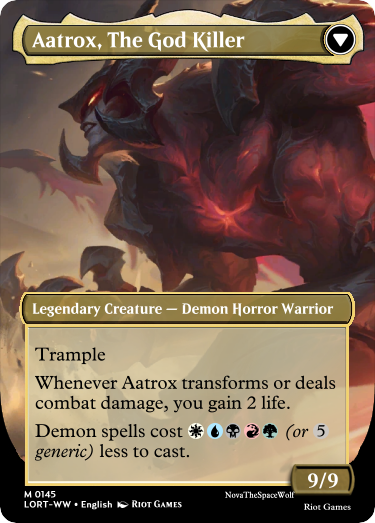 Aatrox, The God Killer
Legendary Creature — Demon Horror Warrior
Trample
Whenever Aatrox transforms or deals
combat damage, you gain 2 life.
Demon spells cost (or 5
generic) less to cast.
9/9
M 0145
LORT-WW • English Riot Games
NovaTheSpaceWolf
Riot Games